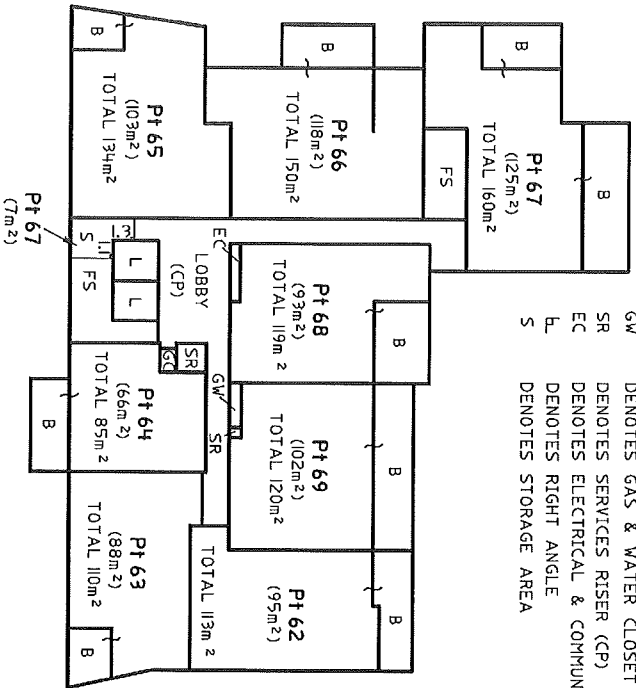 GW DENOTES GAS & WATER CLOSET
SR DENOTES SERVICES RISER (CP)
EC DENOTES ELECTRICAL & COMMUN
DENOTES RIGHT ANGLE
S DENOTES STORAGE AREA
B
B
Pt 67
(125m²)
TOTAL 160m²
FS
B
Pt 66
(118m²)
TOTAL 150m²
B
Pt 65
(103m²)
TOTAL 134m²
B
Pt 68
(93m²)
TOTAL 119m²
EC
LOBBY
(CP)
1.3
S
1.1
L
L
FS
Pt 67
(7m²)
B
Pt 69
(102m²)
TOTAL 120m²
GW
SR
SR
GC
Pt 64
(66m²)
TOTAL 85m²
B
B
Pt 62
(95m²)
TOTAL 113m²
Pt 63
(88m²)
TOTAL 110m²
B